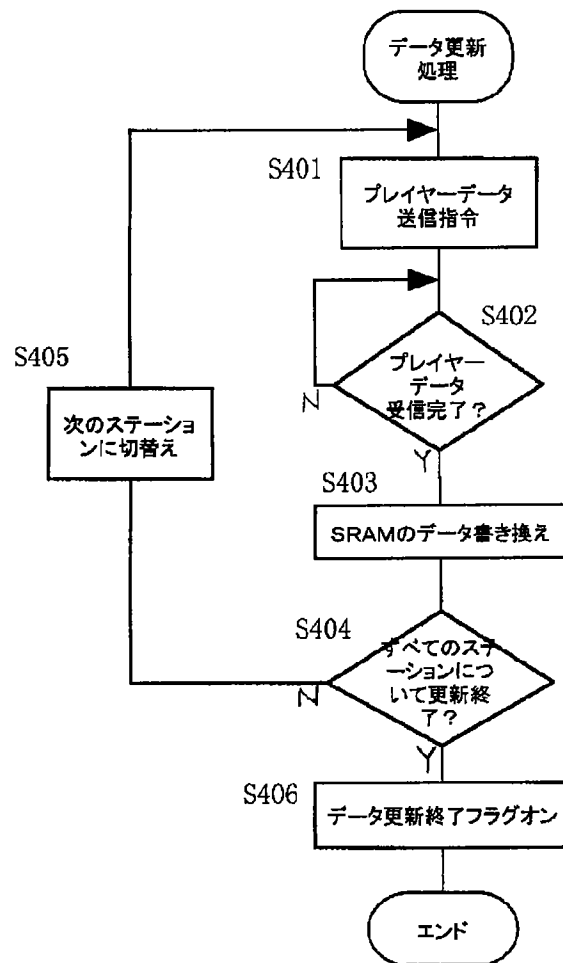 データ更新
処理
S401
プレイヤーデータ
送信指令
S402
プレイヤー
データ
受信完了？
N
Y
S405
次のステーショ
ンに切替え
S403
SRAMのデータ書き換え
S404
すべてのステ
ーションにつ
いて更新終
了？
N
Y
S406
データ更新終了フラグオン
エンド